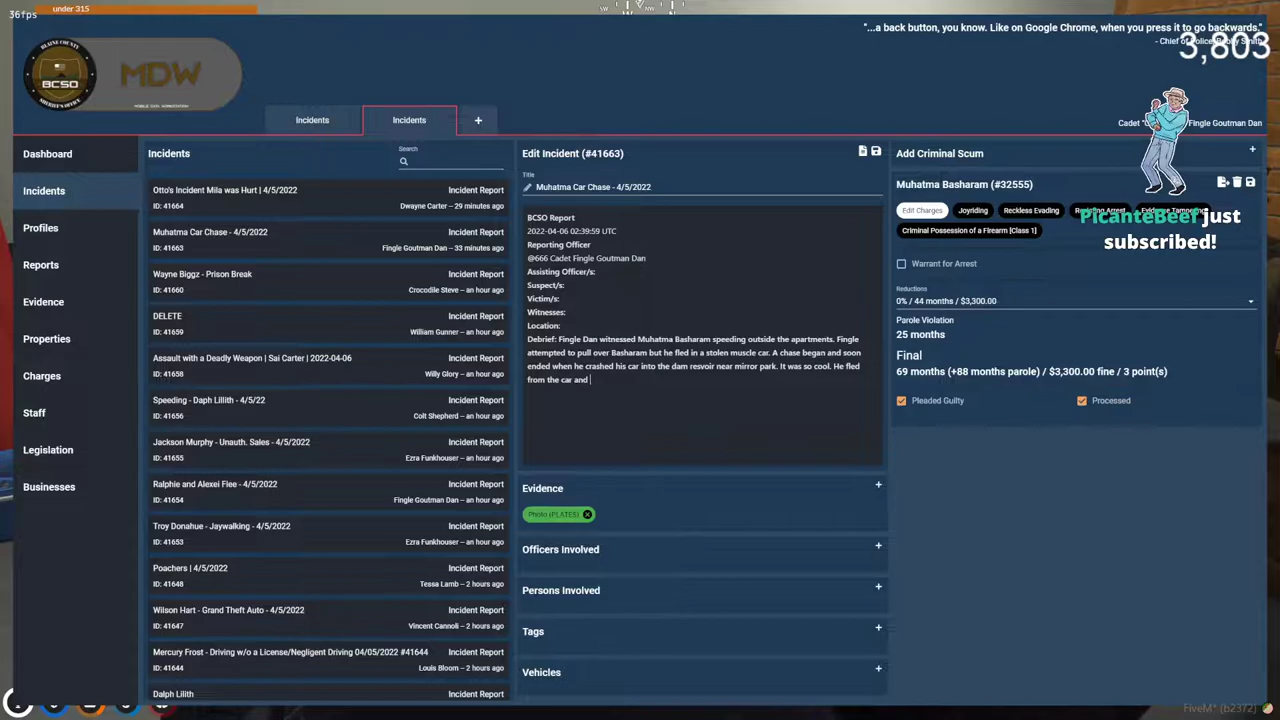 36fps
under 315
SW W NW N
"...a back button, you know. Like on Google Chrome, when you press it to go backwards."
3,803
BLAINE COUNTY
BCSO
SHERIFF'S OFFICE
MDW
Incidents
Incidents
+
Cadet
Fingle Goutman Dan
Dashboard
Incidents
Profiles
Reports
Evidence
Properties
Charges
Staff
Legislation
Businesses
Incidents
Search
Otto's Incident Mila was Hurt | 4/5/2022 Incident Report
ID: 41664 Dwayne Carter – 29 minutes ago
Muhatma Car Chase - 4/5/2022 Incident Report
ID: 41663 Fingle Goutman Dan – 33 minutes ago
Wayne Biggz - Prison Break Incident Report
ID: 41660 Crocodile Steve – an hour ago
DELETE Incident Report
ID: 41659 William Gunner – an hour ago
Assault with a Deadly Weapon | Sai Carter | 2022-04-06 Incident Report
ID: 41658 Willy Glory – an hour ago
Speeding - Daph Lillith - 4/5/22 Incident Report
ID: 41656 Colt Shepherd – an hour ago
Jackson Murphy - Unauth. Sales - 4/5/2022 Incident Report
ID: 41655 Ezra Funkhouser – an hour ago
Ralphie and Alexei Fiee - 4/5/2022 Incident Report
ID: 41654 Fingle Goutman Dan – an hour ago
Troy Donahue - Jaywalking - 4/5/2022 Incident Report
ID: 41653 Ezra Funkhouser – an hour ago
Poachers | 4/5/2022 Incident Report
ID: 41648 Tessa Lamb – 2 hours ago
Wilson Hart - Grand Theft Auto - 4/5/2022 Incident Report
ID: 41647 Vincent Cannoli – 2 hours ago
Mercury Frost - Driving w/o a License/Negligent Driving 04/05/2022 #41644 Incident Report
ID: 41644 Louis Bloom – 2 hours ago
Dalph Lilith Incident Report
Edit Incident (#41663)
Title
Muhatma Car Chase - 4/5/2022
BCSO Report
2022-04-06 02:39:59 UTC
Reporting Officer
@666 Cadet Fingle Goutman Dan
Assisting Officer/s:
Suspect/s:
Victim/s:
Witnesses:
Location:
Debrief: Fingle Dan witnessed Muhatma Basharam speeding outside the apartments. Fingle
attempted to pull over Basharam but he fled in a stolen muscle car. A chase began and soon
ended when he crashed his car into the dam resvoir near mirror park. It was so cool. He fled
from the car and
Evidence +
Photo (PLATES)
Officers Involved +
Persons Involved +
Tags +
Vehicles +
Add Criminal Scum +
Muhatma Basharam (#32555)
Edit Charges Joyriding Reckless Evading Resisting Arrest Evidence Tampering
Criminal Possession of a Firearm [Class 1]
PicanteBeef just
subscribed!
Warrant for Arrest
Reductions
0% / 44 months / $3,300.00
Parole Violation
25 months
Final
69 months (+88 months parole) / $3,300.00 fine / 3 point(s)
Pleaded Guilty Processed
FiveM* (b2372)